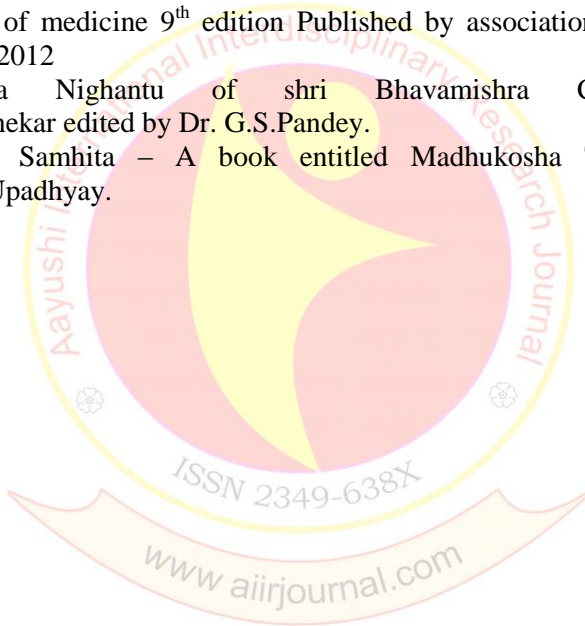 of medicine 9th edition Published by association
2012
a Nighantu of shri Bhavamishra C
nekar edited by Dr. G.S.Pandey.
Samhita – A book entitled Madhukosha
Upadhyay.
Aayushi International Interdisciplinary Research Journal
ISSN 2349-638X
www aiirjournal.com